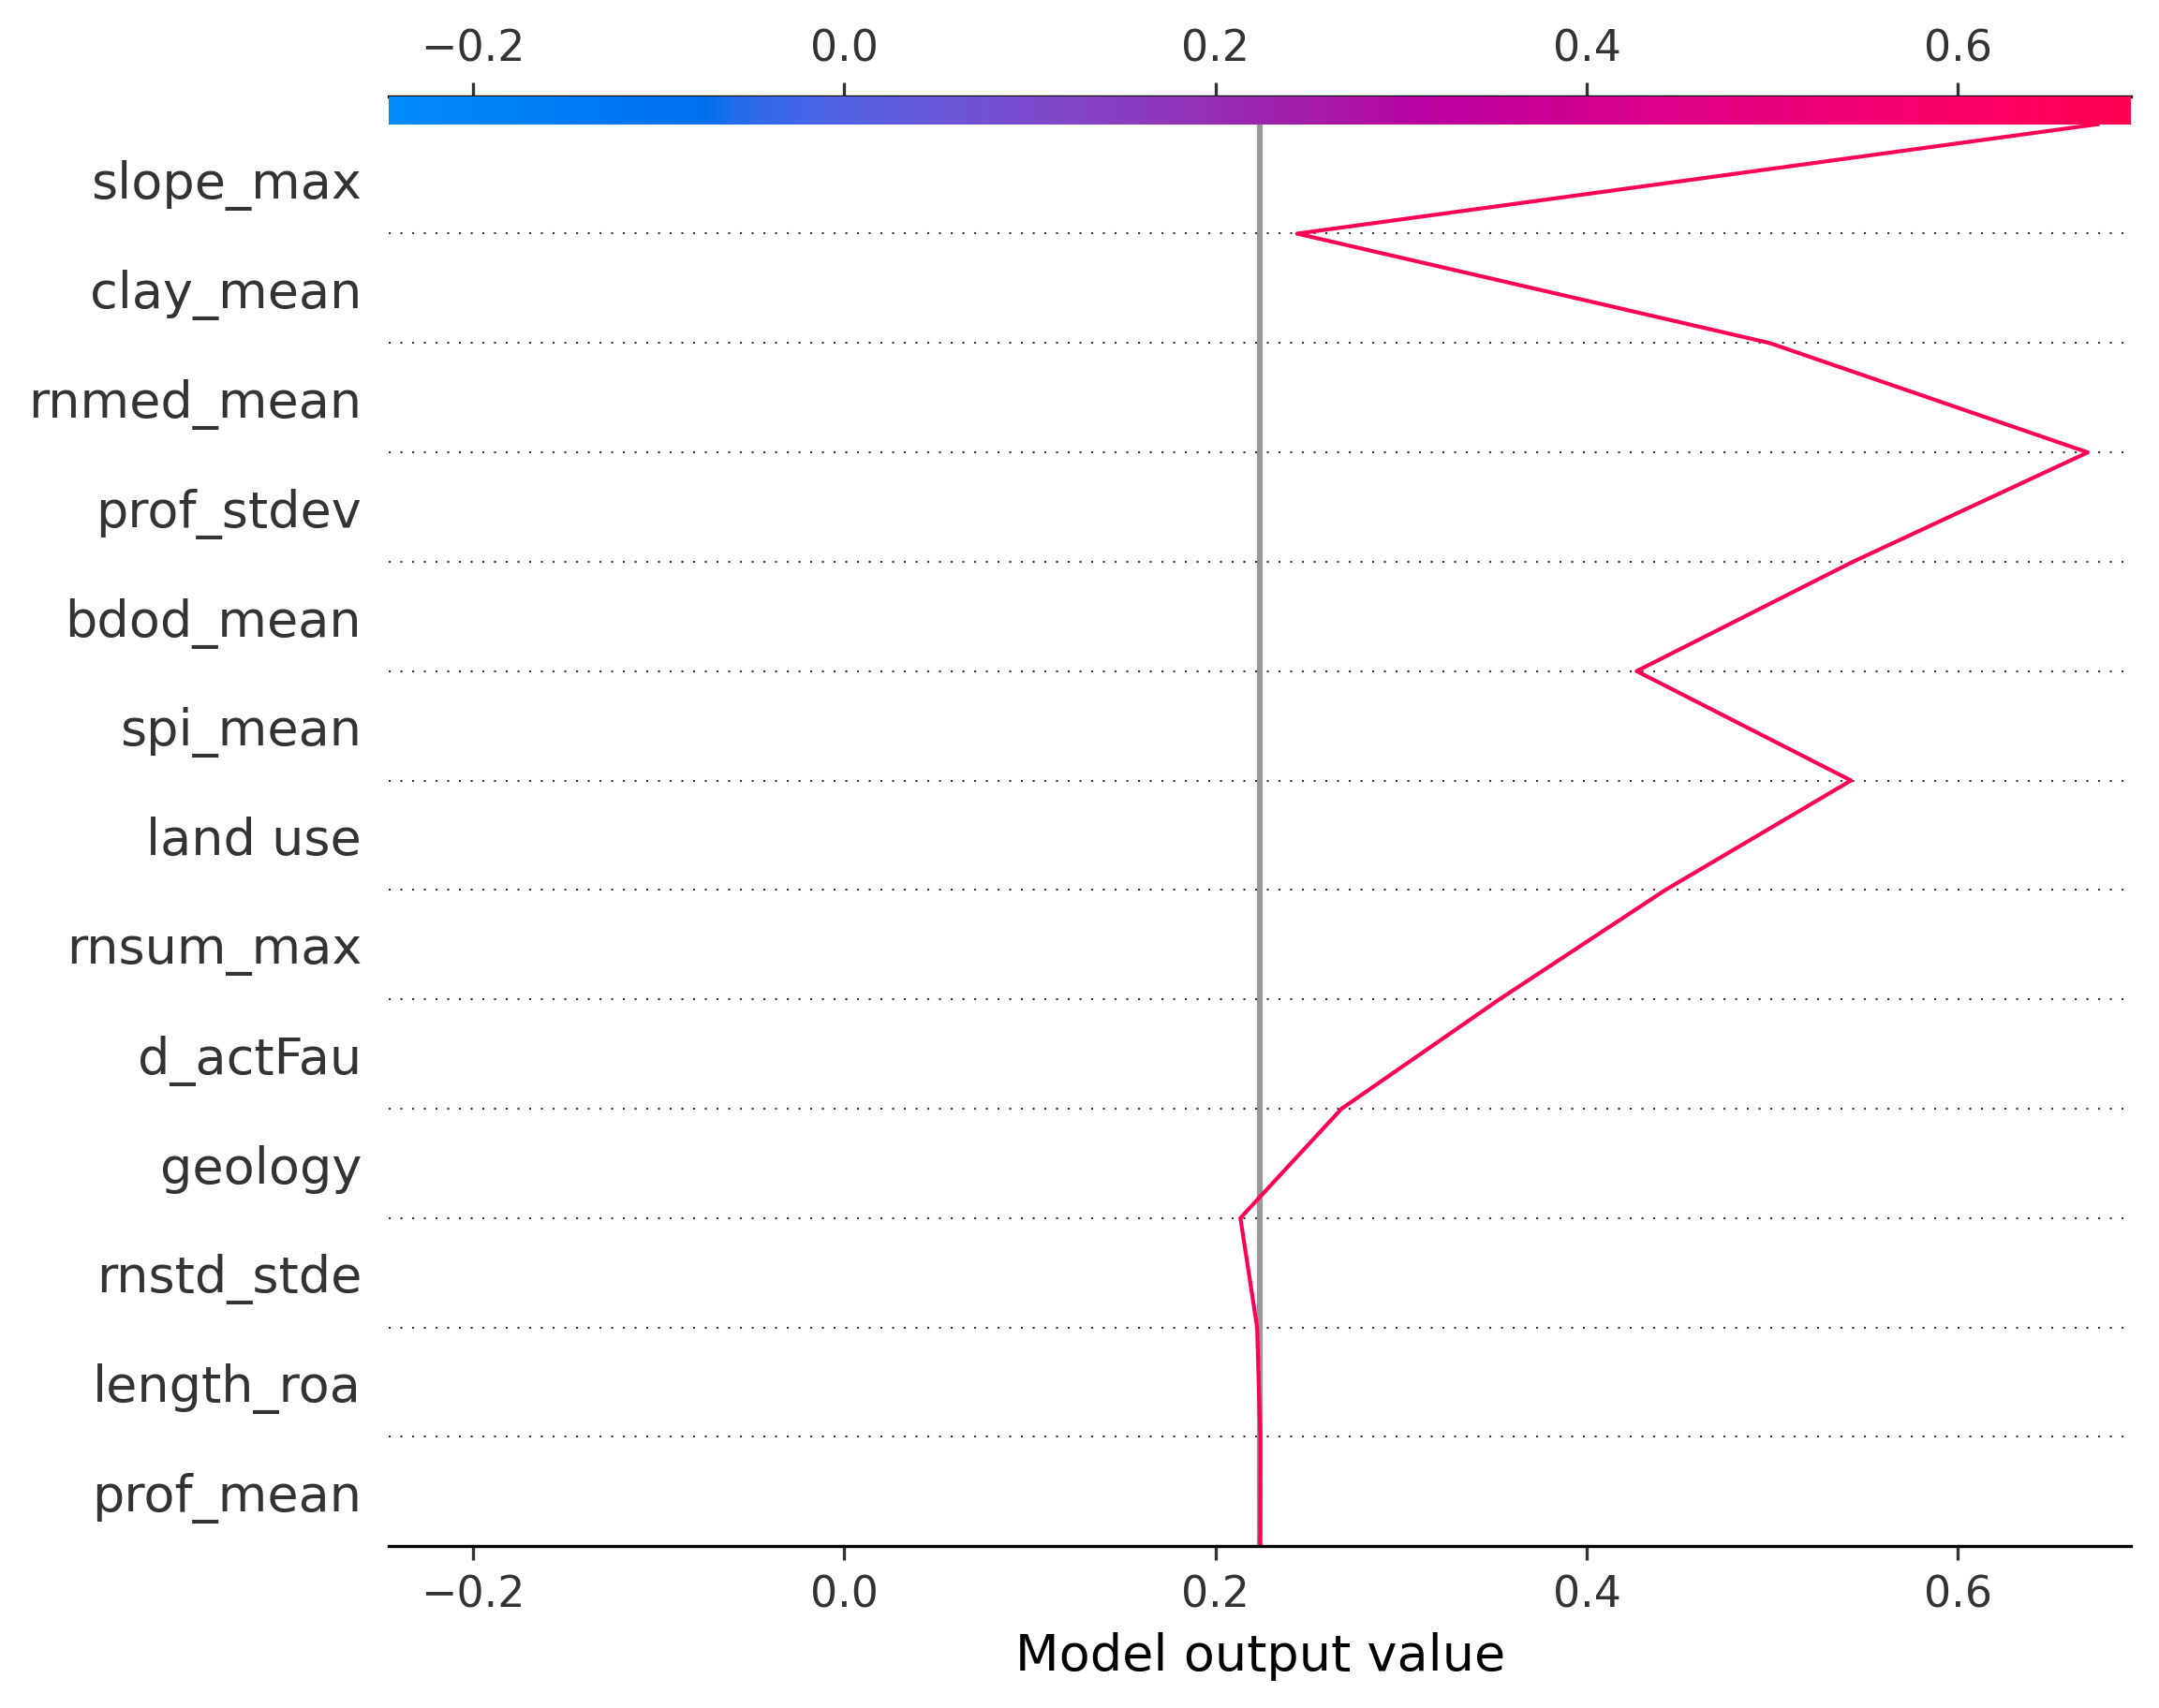 −0.2 0.0 0.2 0.4 0.6
slope_max
clay_mean
rnmed_mean
prof_stdev
bdod_mean
spi_mean
land use
rnsum_max
d_actFau
geology
rnstd_stde
length_roa
prof_mean
−0.2 0.0 0.2 0.4 0.6
Model output value